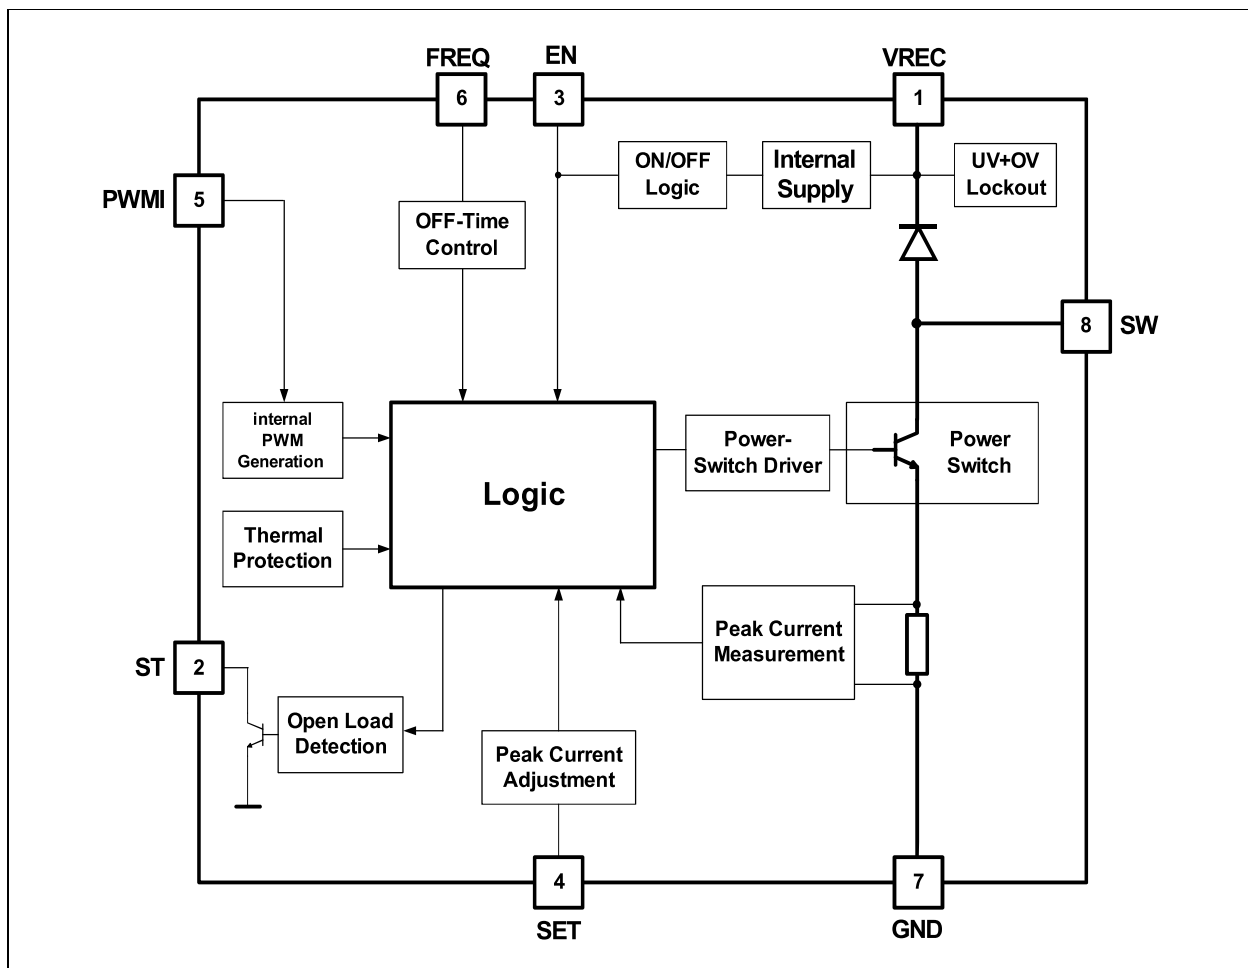 FREQ
EN
VREC
6
3
1
ON/OFF
Logic
Internal
Supply
UV+OV
Lockout
PWMI
5
OFF-Time
Control
8
SW
internal
PWM
Generation
Logic
Power-
Switch Driver
Power
Switch
Thermal
Protection
Peak Current
Measurement
ST
2
Open Load
Detection
Peak Current
Adjustment
4
7
SET
GND